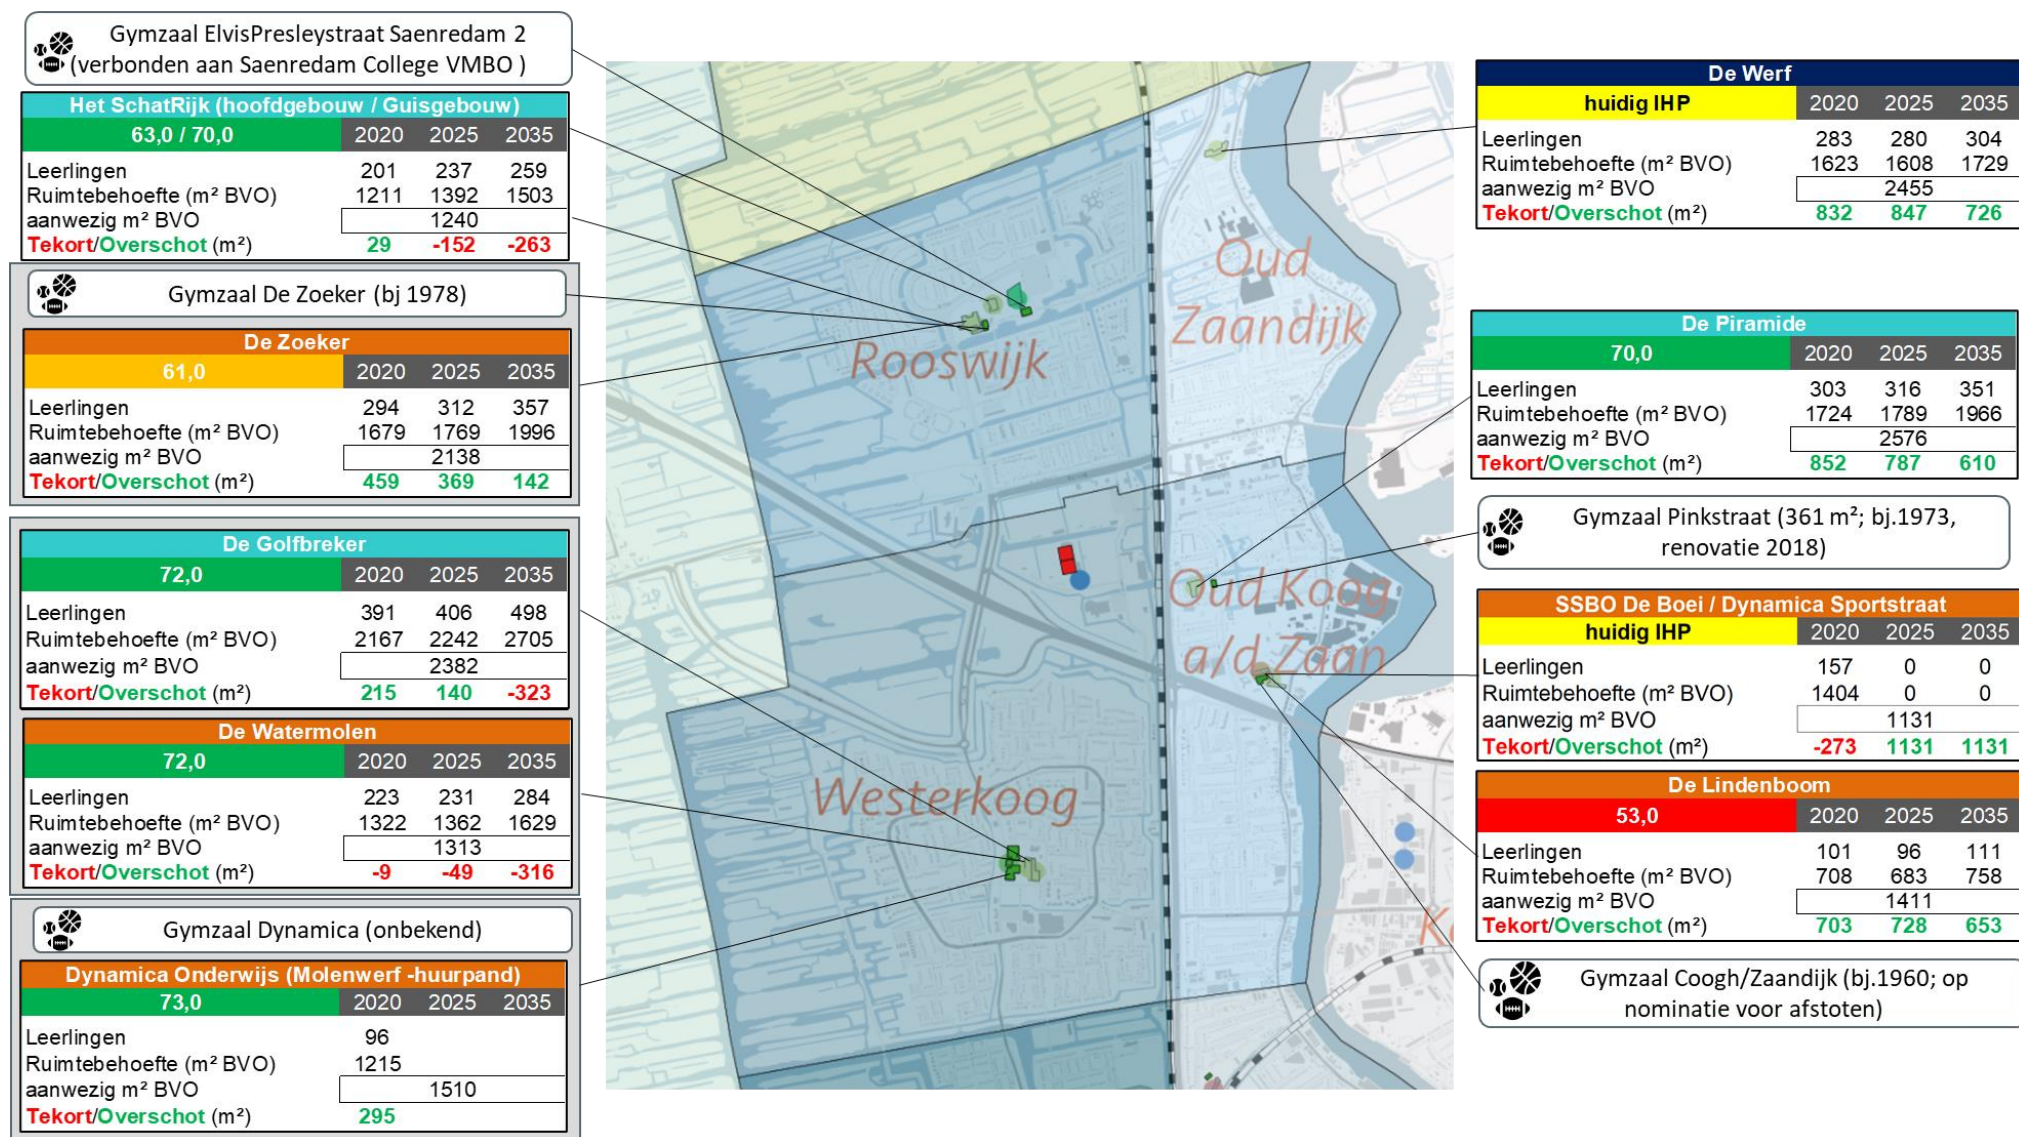 Gymzaal ElvisPresleystraat Saenredam 2
(verbonden aan Saenredam College VMBO )
Het SchatRijk (hoofdgebouw / Guisgebouw)
63,0 / 70,0 2020 2025 2035
Leerlingen 201 237 259
Ruimtebehoefte (m² BVO) 1211 1392 1503
aanwezig m² BVO 1240
Tekort/Overschot (m²) 29 -152 -263
Gymzaal De Zoeker (bj 1978)
De Zoeker
61,0 2020 2025 2035
Leerlingen 294 312 357
Ruimtebehoefte (m² BVO) 1679 1769 1996
aanwezig m² BVO 2138
Tekort/Overschot (m²) 459 369 142
De Golfbreker
72,0 2020 2025 2035
Leerlingen 391 406 498
Ruimtebehoefte (m² BVO) 2167 2242 2705
aanwezig m² BVO 2382
Tekort/Overschot (m²) 215 140 -323
De Watermolen
72,0 2020 2025 2035
Leerlingen 223 231 284
Ruimtebehoefte (m² BVO) 1322 1362 1629
aanwezig m² BVO 1313
Tekort/Overschot (m²) -9 -49 -316
Gymzaal Dynamica (onbekend)
Dynamica Onderwijs (Molenwerf -huurpand)
73,0 2020 2025 2035
Leerlingen 96
Ruimtebehoefte (m² BVO) 1215
aanwezig m² BVO 1510
Tekort/Overschot (m²) 295
Oud
Zaandijk
Rooswijk
Oud Koog
a/d Zaan
Westerkoog
De Werf
huidig IHP 2020 2025 2035
Leerlingen 283 280 304
Ruimtebehoefte (m² BVO) 1623 1608 1729
aanwezig m² BVO 2455
Tekort/Overschot (m²) 832 847 726
De Piramide
70,0 2020 2025 2035
Leerlingen 303 316 351
Ruimtebehoefte (m² BVO) 1724 1789 1966
aanwezig m² BVO 2576
Tekort/Overschot (m²) 852 787 610
Gymzaal Pinkstraat (361 m²; bj.1973,
renovatie 2018)
SSBO De Boei / Dynamica Sportstraat
huidig IHP 2020 2025 2035
Leerlingen 157 0 0
Ruimtebehoefte (m² BVO) 1404 0 0
aanwezig m² BVO 1131
Tekort/Overschot (m²) -273 1131 1131
De Lindenboom
53,0 2020 2025 2035
Leerlingen 101 96 111
Ruimtebehoefte (m² BVO) 708 683 758
aanwezig m² BVO 1411
Tekort/Overschot (m²) 703 728 653
Gymzaal Coogh/Zaandijk (bj.1960; op
nominatie voor afstoten)